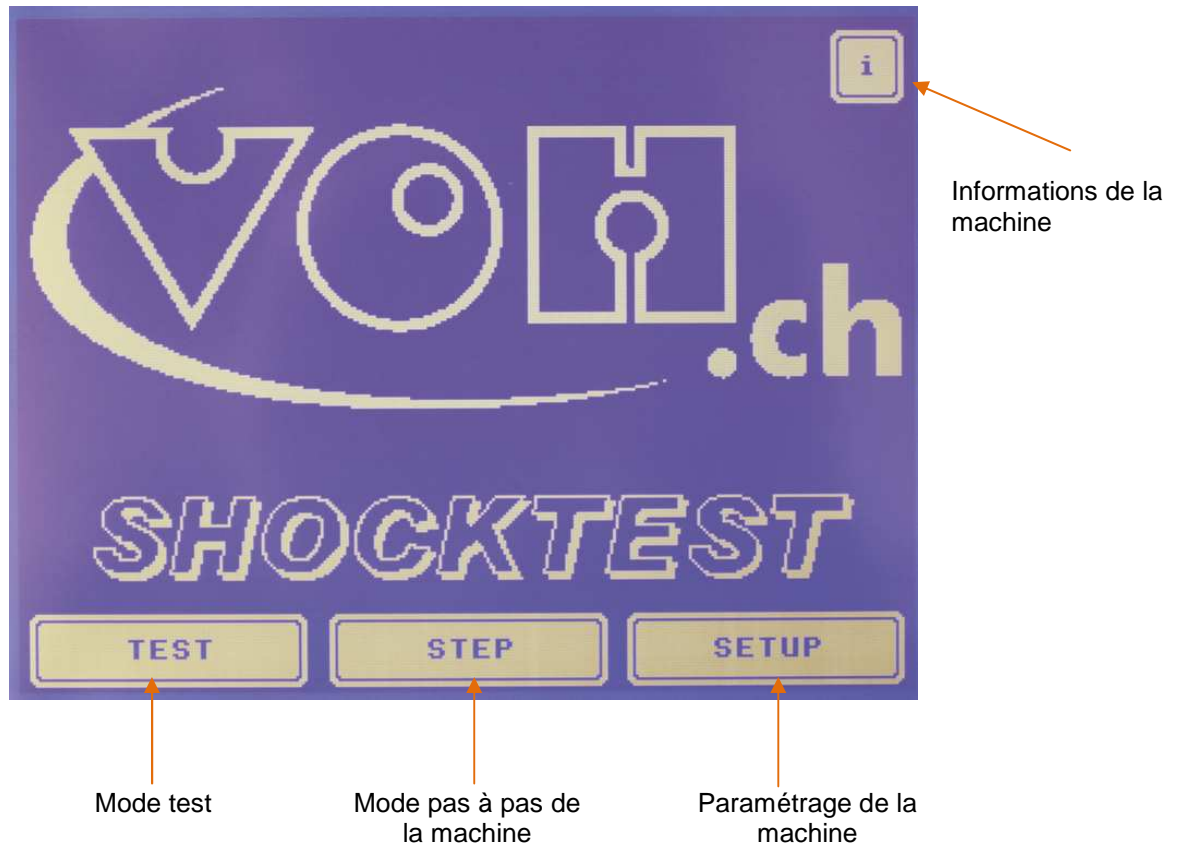 i
VOH
.ch
Informations de la
machine
SHOCKTEST
TEST
STEP
SETUP
Mode test
Mode pas à pas de
la machine
Paramétrage de la
machine